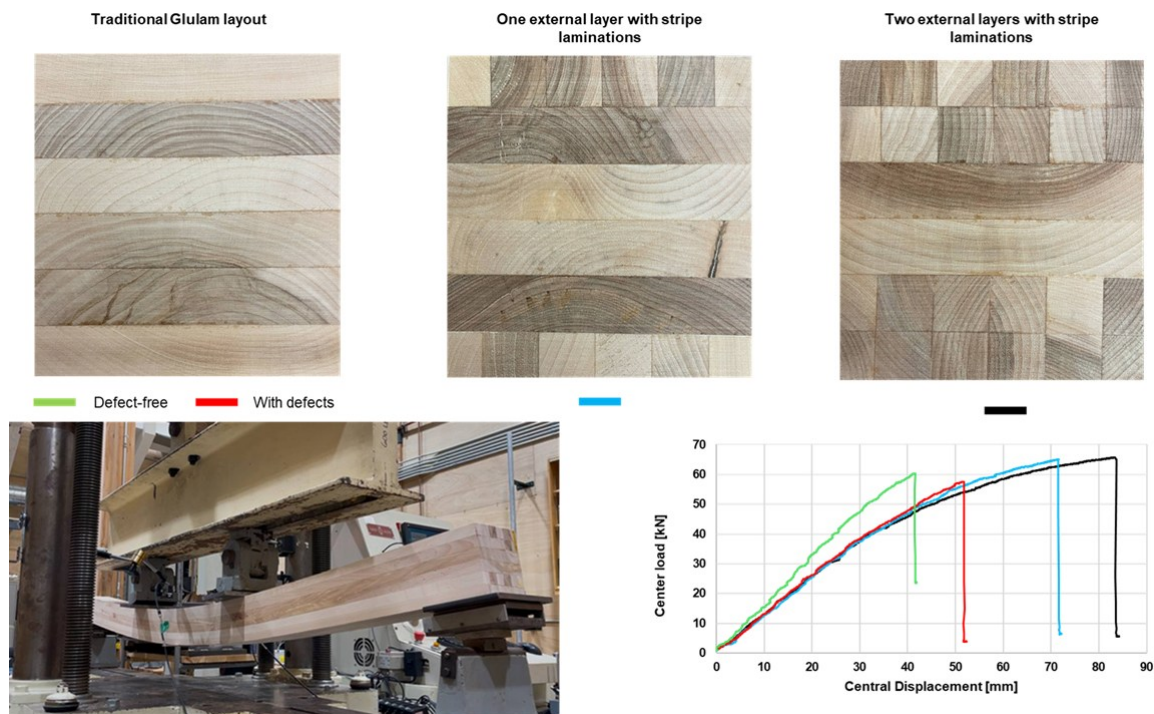 Traditional Glulam layout
One external layer with stripe
laminations
Two external layers with stripe
laminations
Defect-free
With defects
70
60
50
40
30
20
10
0
Center load [kN]
0 10 20 30 40 50 60 70 80 90
Central Displacement [mm]